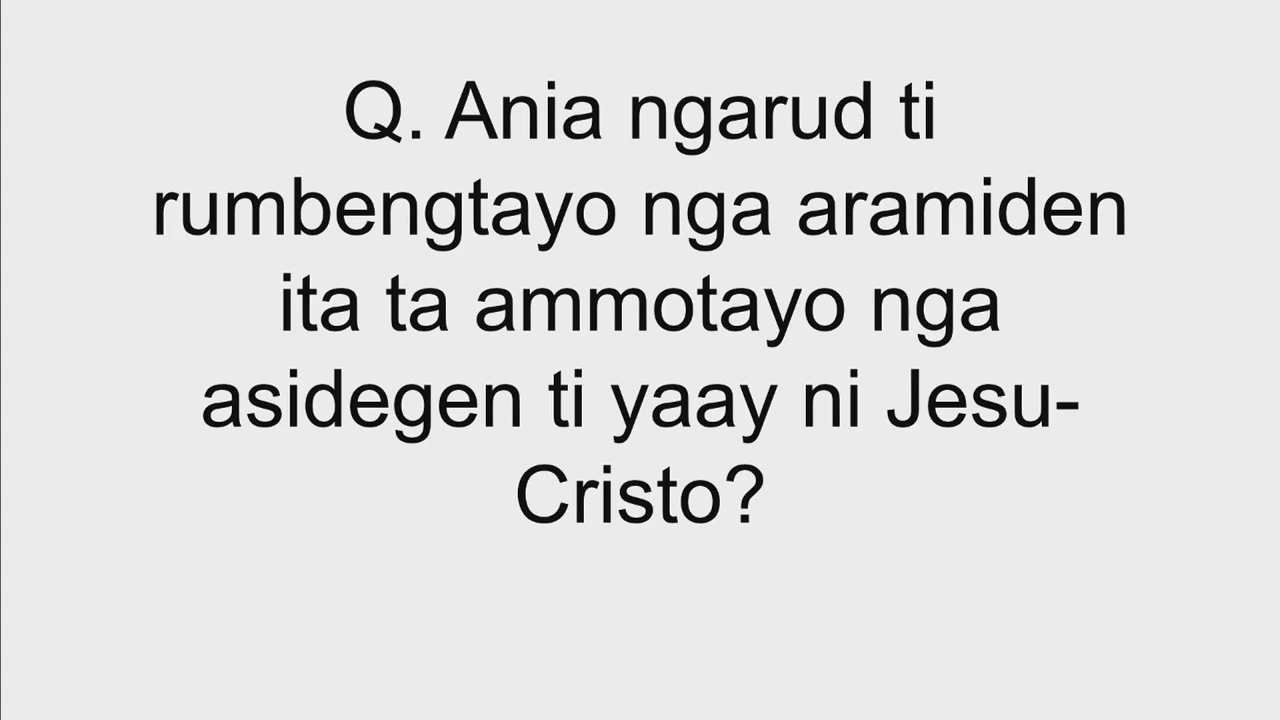 Q. Ania ngarud ti
rumbengtayo nga aramiden
ita ta ammotayo nga
asidegen ti yaay ni Jesu-
Cristo?